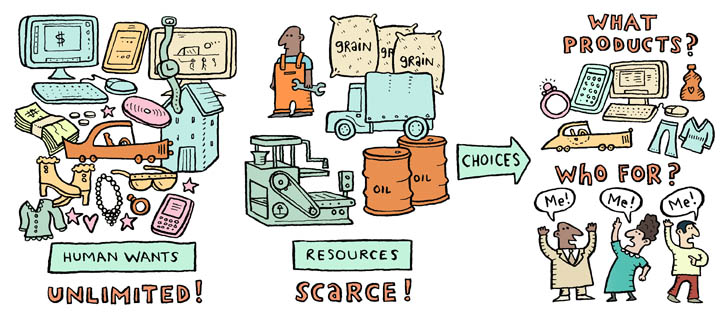 $
HUMAN WANTS
UNLIMITED!
grain
grain
grain
OIL
OIL
RESOURCES
SCARCE!
CHOICES
WHAT
PRODUCTS?
WHO FOR?
Me!
Me!
Me!